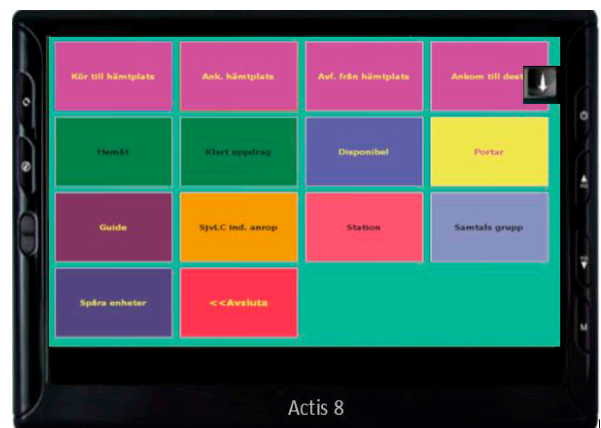 Kör till hämtplats
Ank. hämtplats
Avf. från hämtplats
Ankom till dest
Hemåt
Klart uppdrag
Disponibel
Portar
Guide
SjvLC ind. anrop
Station
Samtals grupp
Spåra enheter
<<Avsluta
M
Actis 8